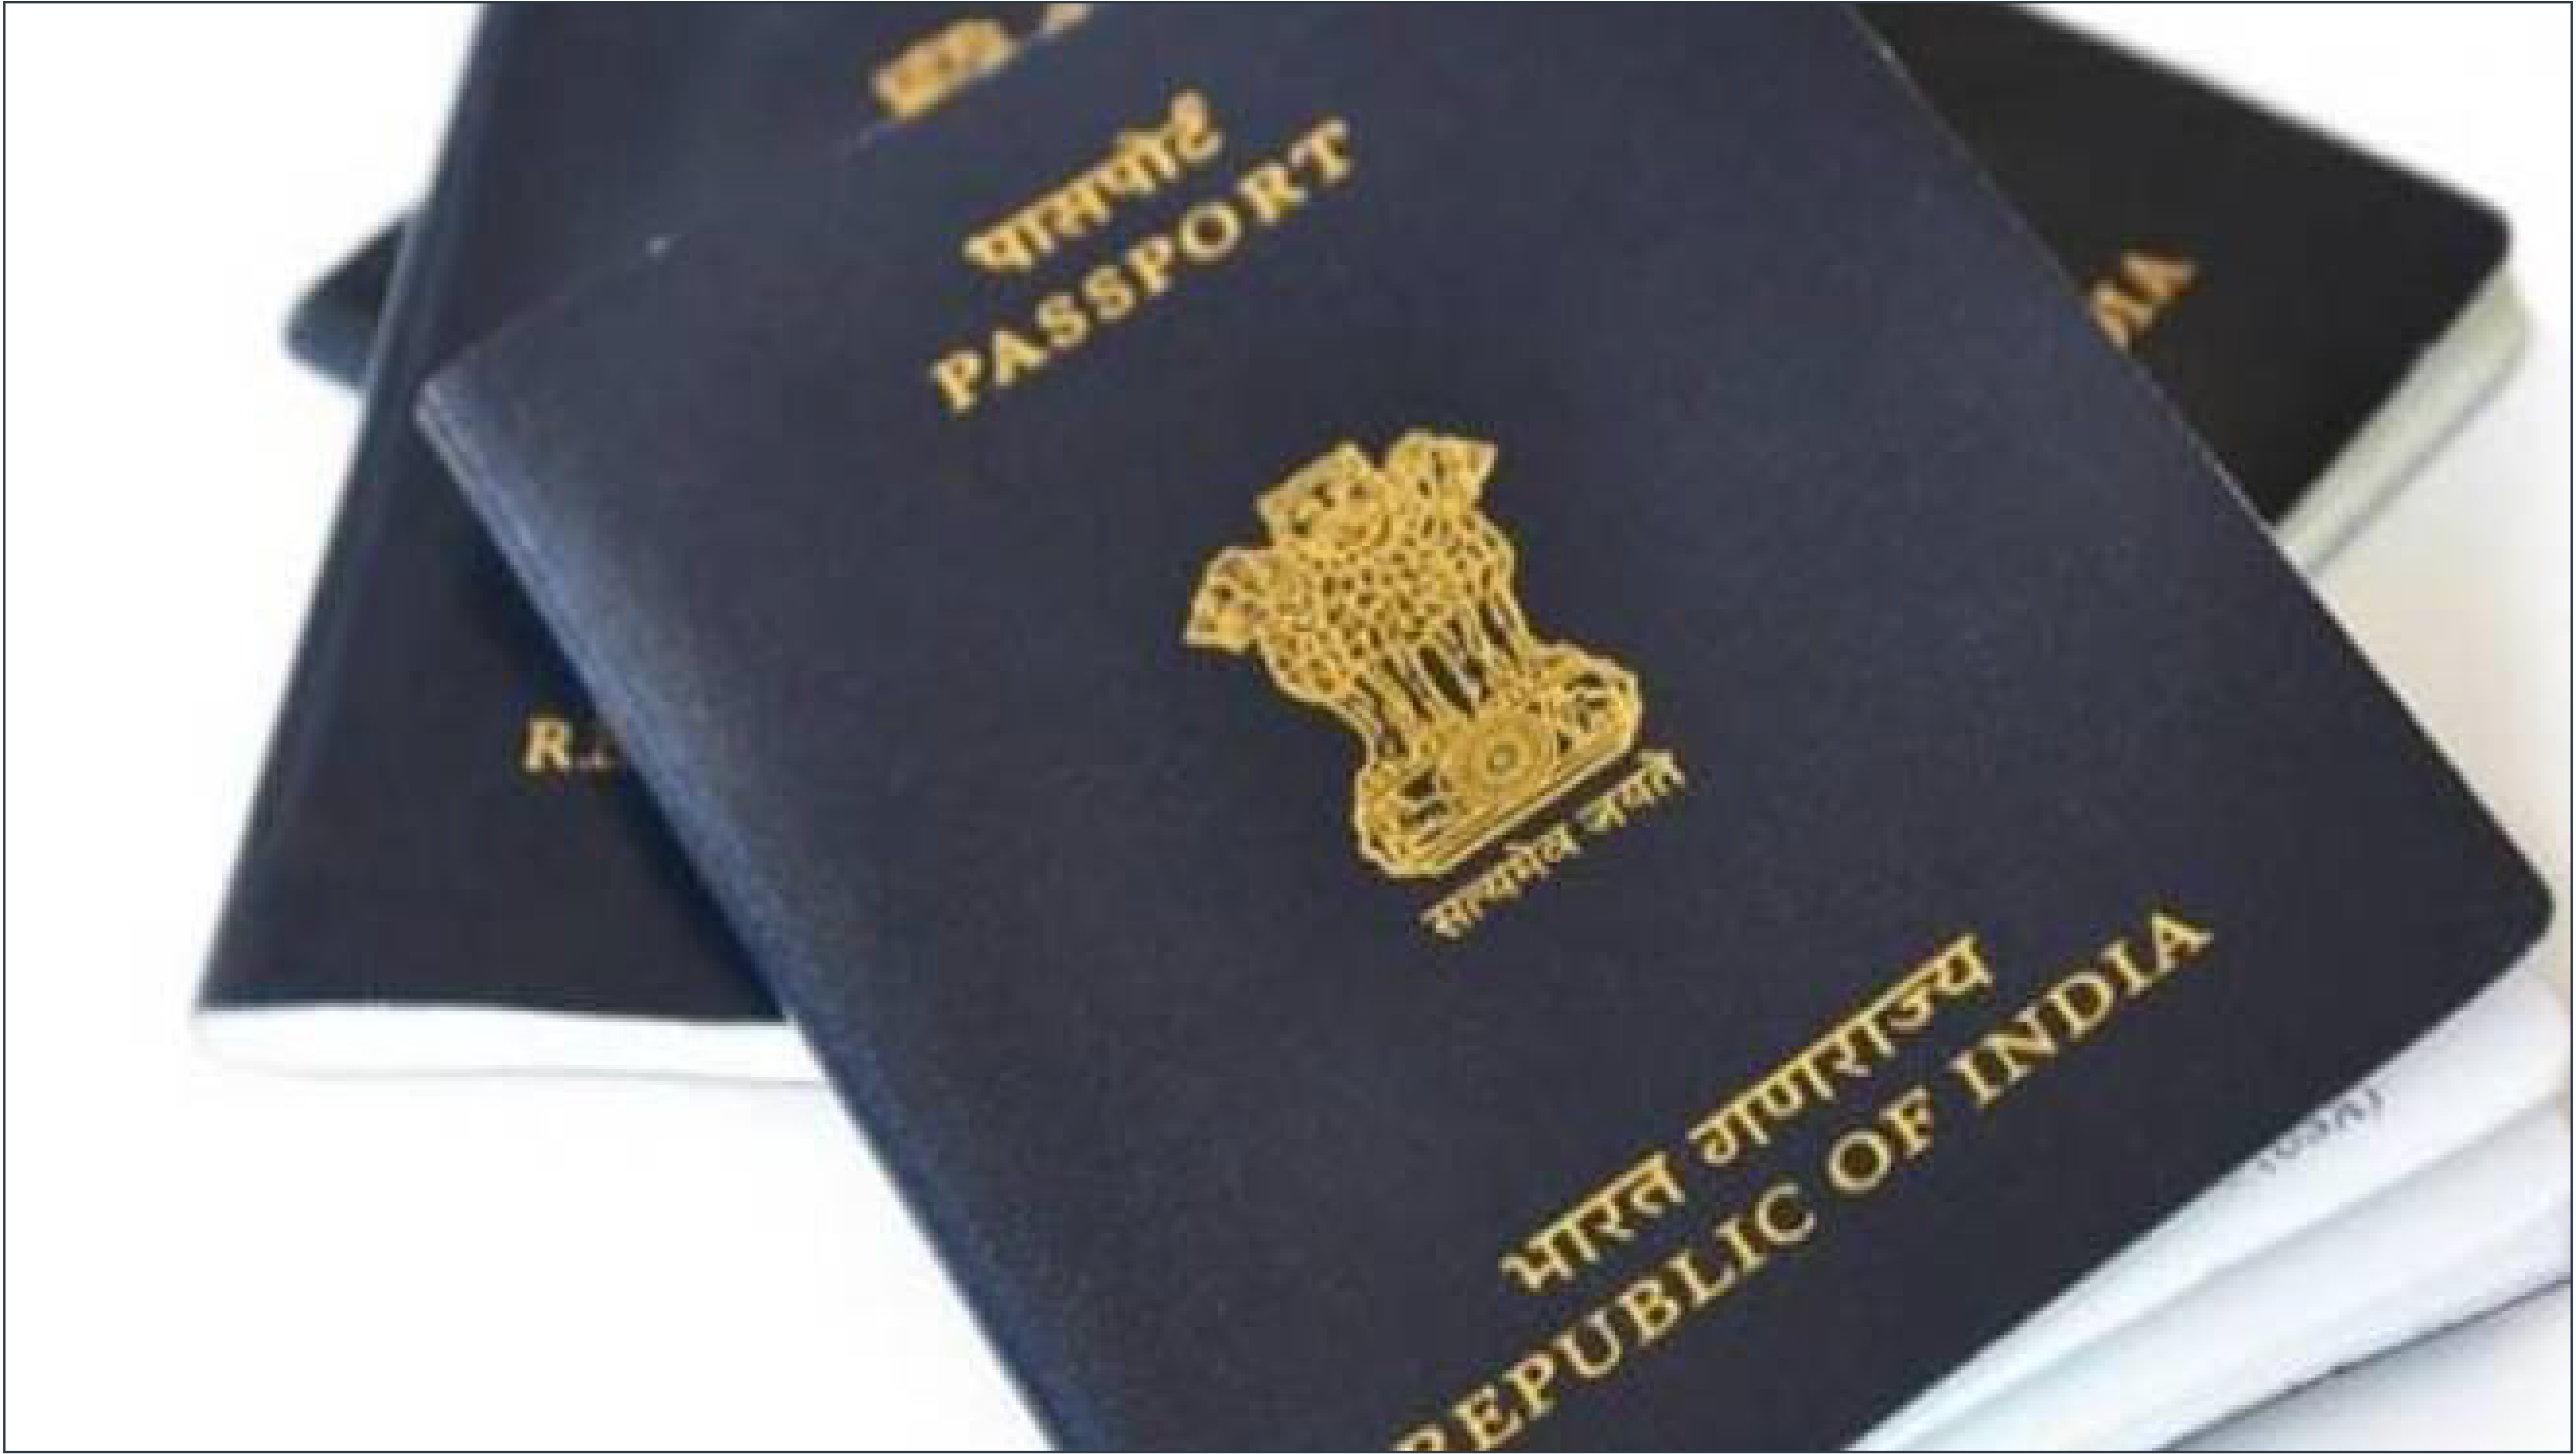 पासपोर्ट
PASSPORT
सत्यमेव जयते
भारत गणराज्य
REPUBLIC OF INDIA